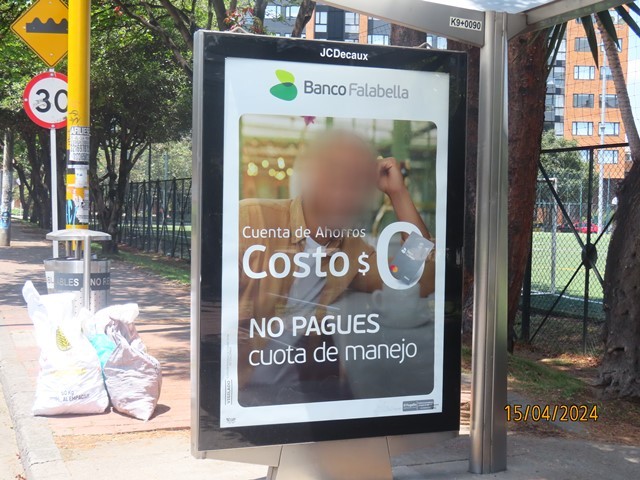 K9+0090
JCDecaux
Banco Falabella
30
Cuenta de Ahorros
Costo $0
NO PAGUES
cuota de manejo
15/04/2024